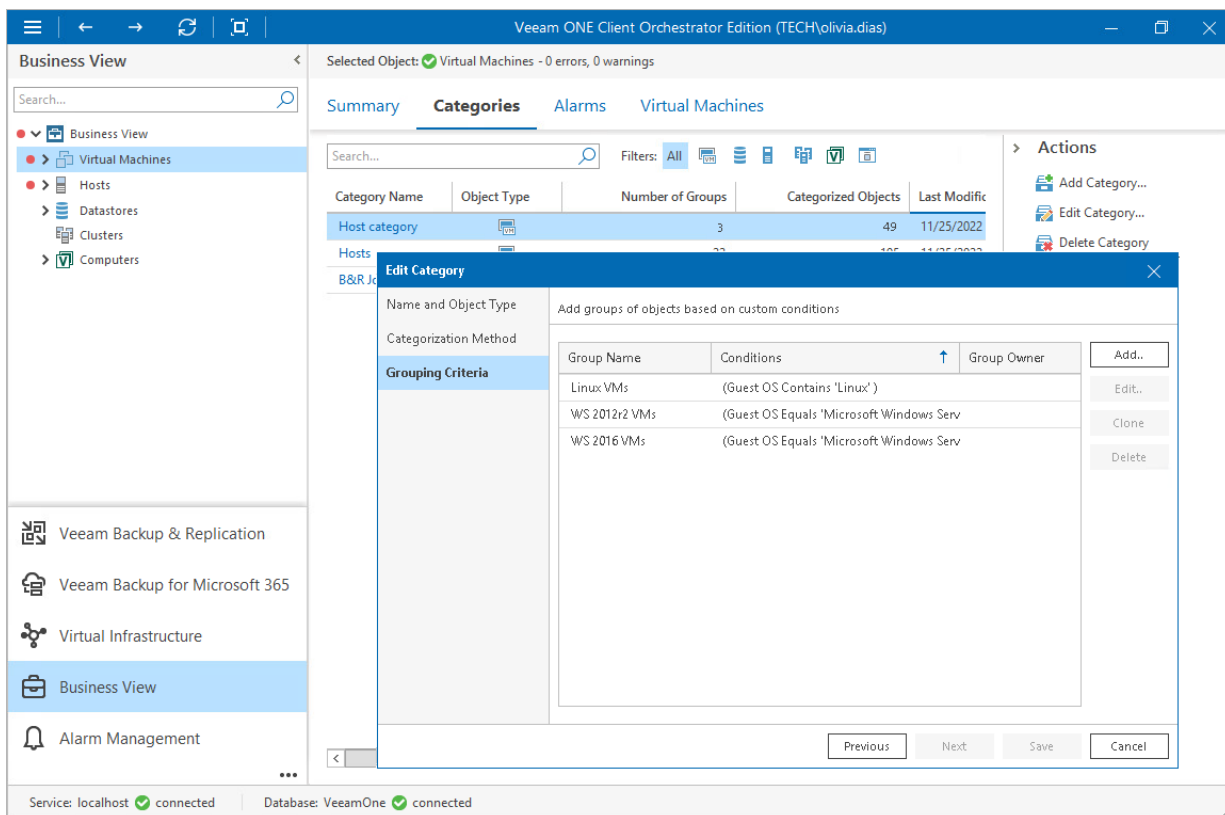 Veeam ONE Client Orchestrator Edition (TECH\olivia.dias)
Business View
Search...
Business View
Virtual Machines
Hosts
Datastores
Clusters
Computers
Veeam Backup & Replication
Veeam Backup for Microsoft 365
Virtual Infrastructure
Business View
Alarm Management
Selected Object: Virtual Machines - 0 errors, 0 warnings
Summary Categories Alarms Virtual Machines
Search... Filters: All
Category Name Object Type Number of Groups Categorized Objects Last Modific
Host category 3 49 11/25/2022
Hosts
B&R Jo
Actions
Add Category...
Edit Category...
Delete Category
Edit Category
Name and Object Type
Categorization Method
Grouping Criteria
Add groups of objects based on custom conditions
Group Name Conditions Group Owner
Linux VMs (Guest OS Contains 'Linux' )
WS 2012r2 VMs (Guest OS Equals 'Microsoft Windows Serv
WS 2016 VMs (Guest OS Equals 'Microsoft Windows Serv
Add..
Edit..
Clone
Delete
Previous Next Save Cancel
Service: localhost connected Database: VeeamOne connected